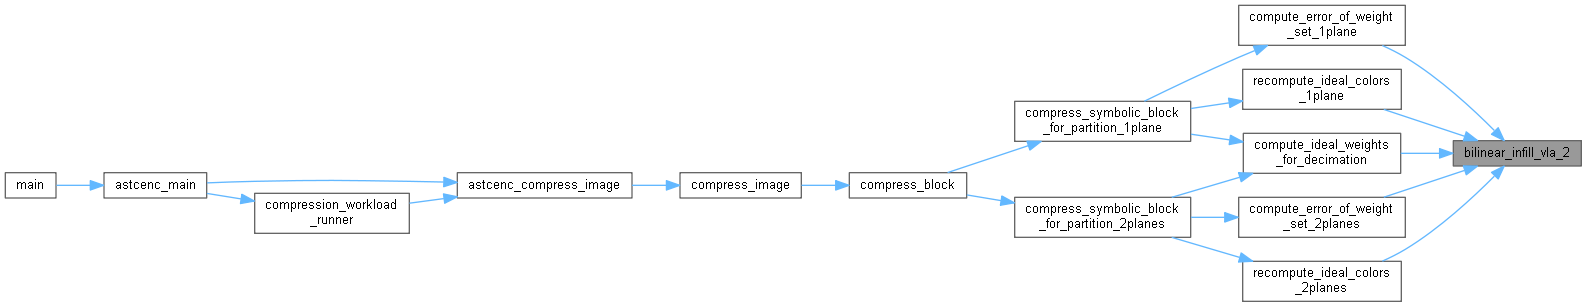 main
astcenc_main
compression_workload
_runner
astcenc_compress_image
compress_image
compress_block
compress_symbolic_block
_for_partition_1plane
compress_symbolic_block
_for_partition_2planes
compute_error_of_weight
_set_1plane
recompute_ideal_colors
_1plane
compute_ideal_weights
_for_decimation
compute_error_of_weight
_set_2planes
recompute_ideal_colors
_2planes
bilinear_infill_vla_2